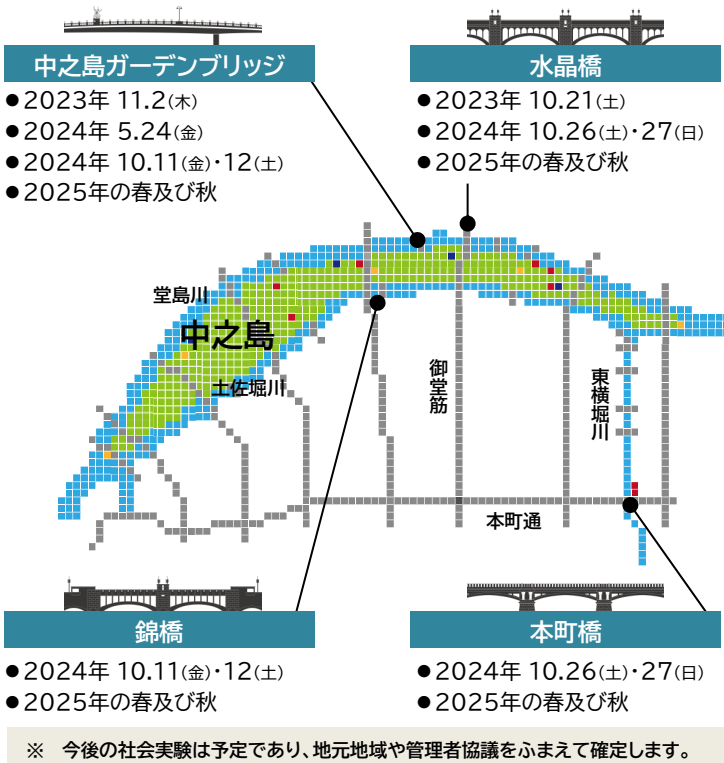 中之島ガーデンブリッジ
●2023年 11.2(木)
●2024年 5.24(金)
●2024年 10.11(金)・12(土)
●2025年の春及び秋
水晶橋
●2023年 10.21(土)
●2024年 10.26(土)・27(日)
●2025年の春及び秋
堂島川
中之島
土佐堀川
御堂筋
東横堀川
本町通
錦橋
●2024年 10.11(金)・12(土)
●2025年の春及び秋
本町橋
●2024年 10.26(土)・27(日)
●2025年の春及び秋
※ 今後の社会実験は予定であり、地元地域や管理者協議をふまえて確定します。